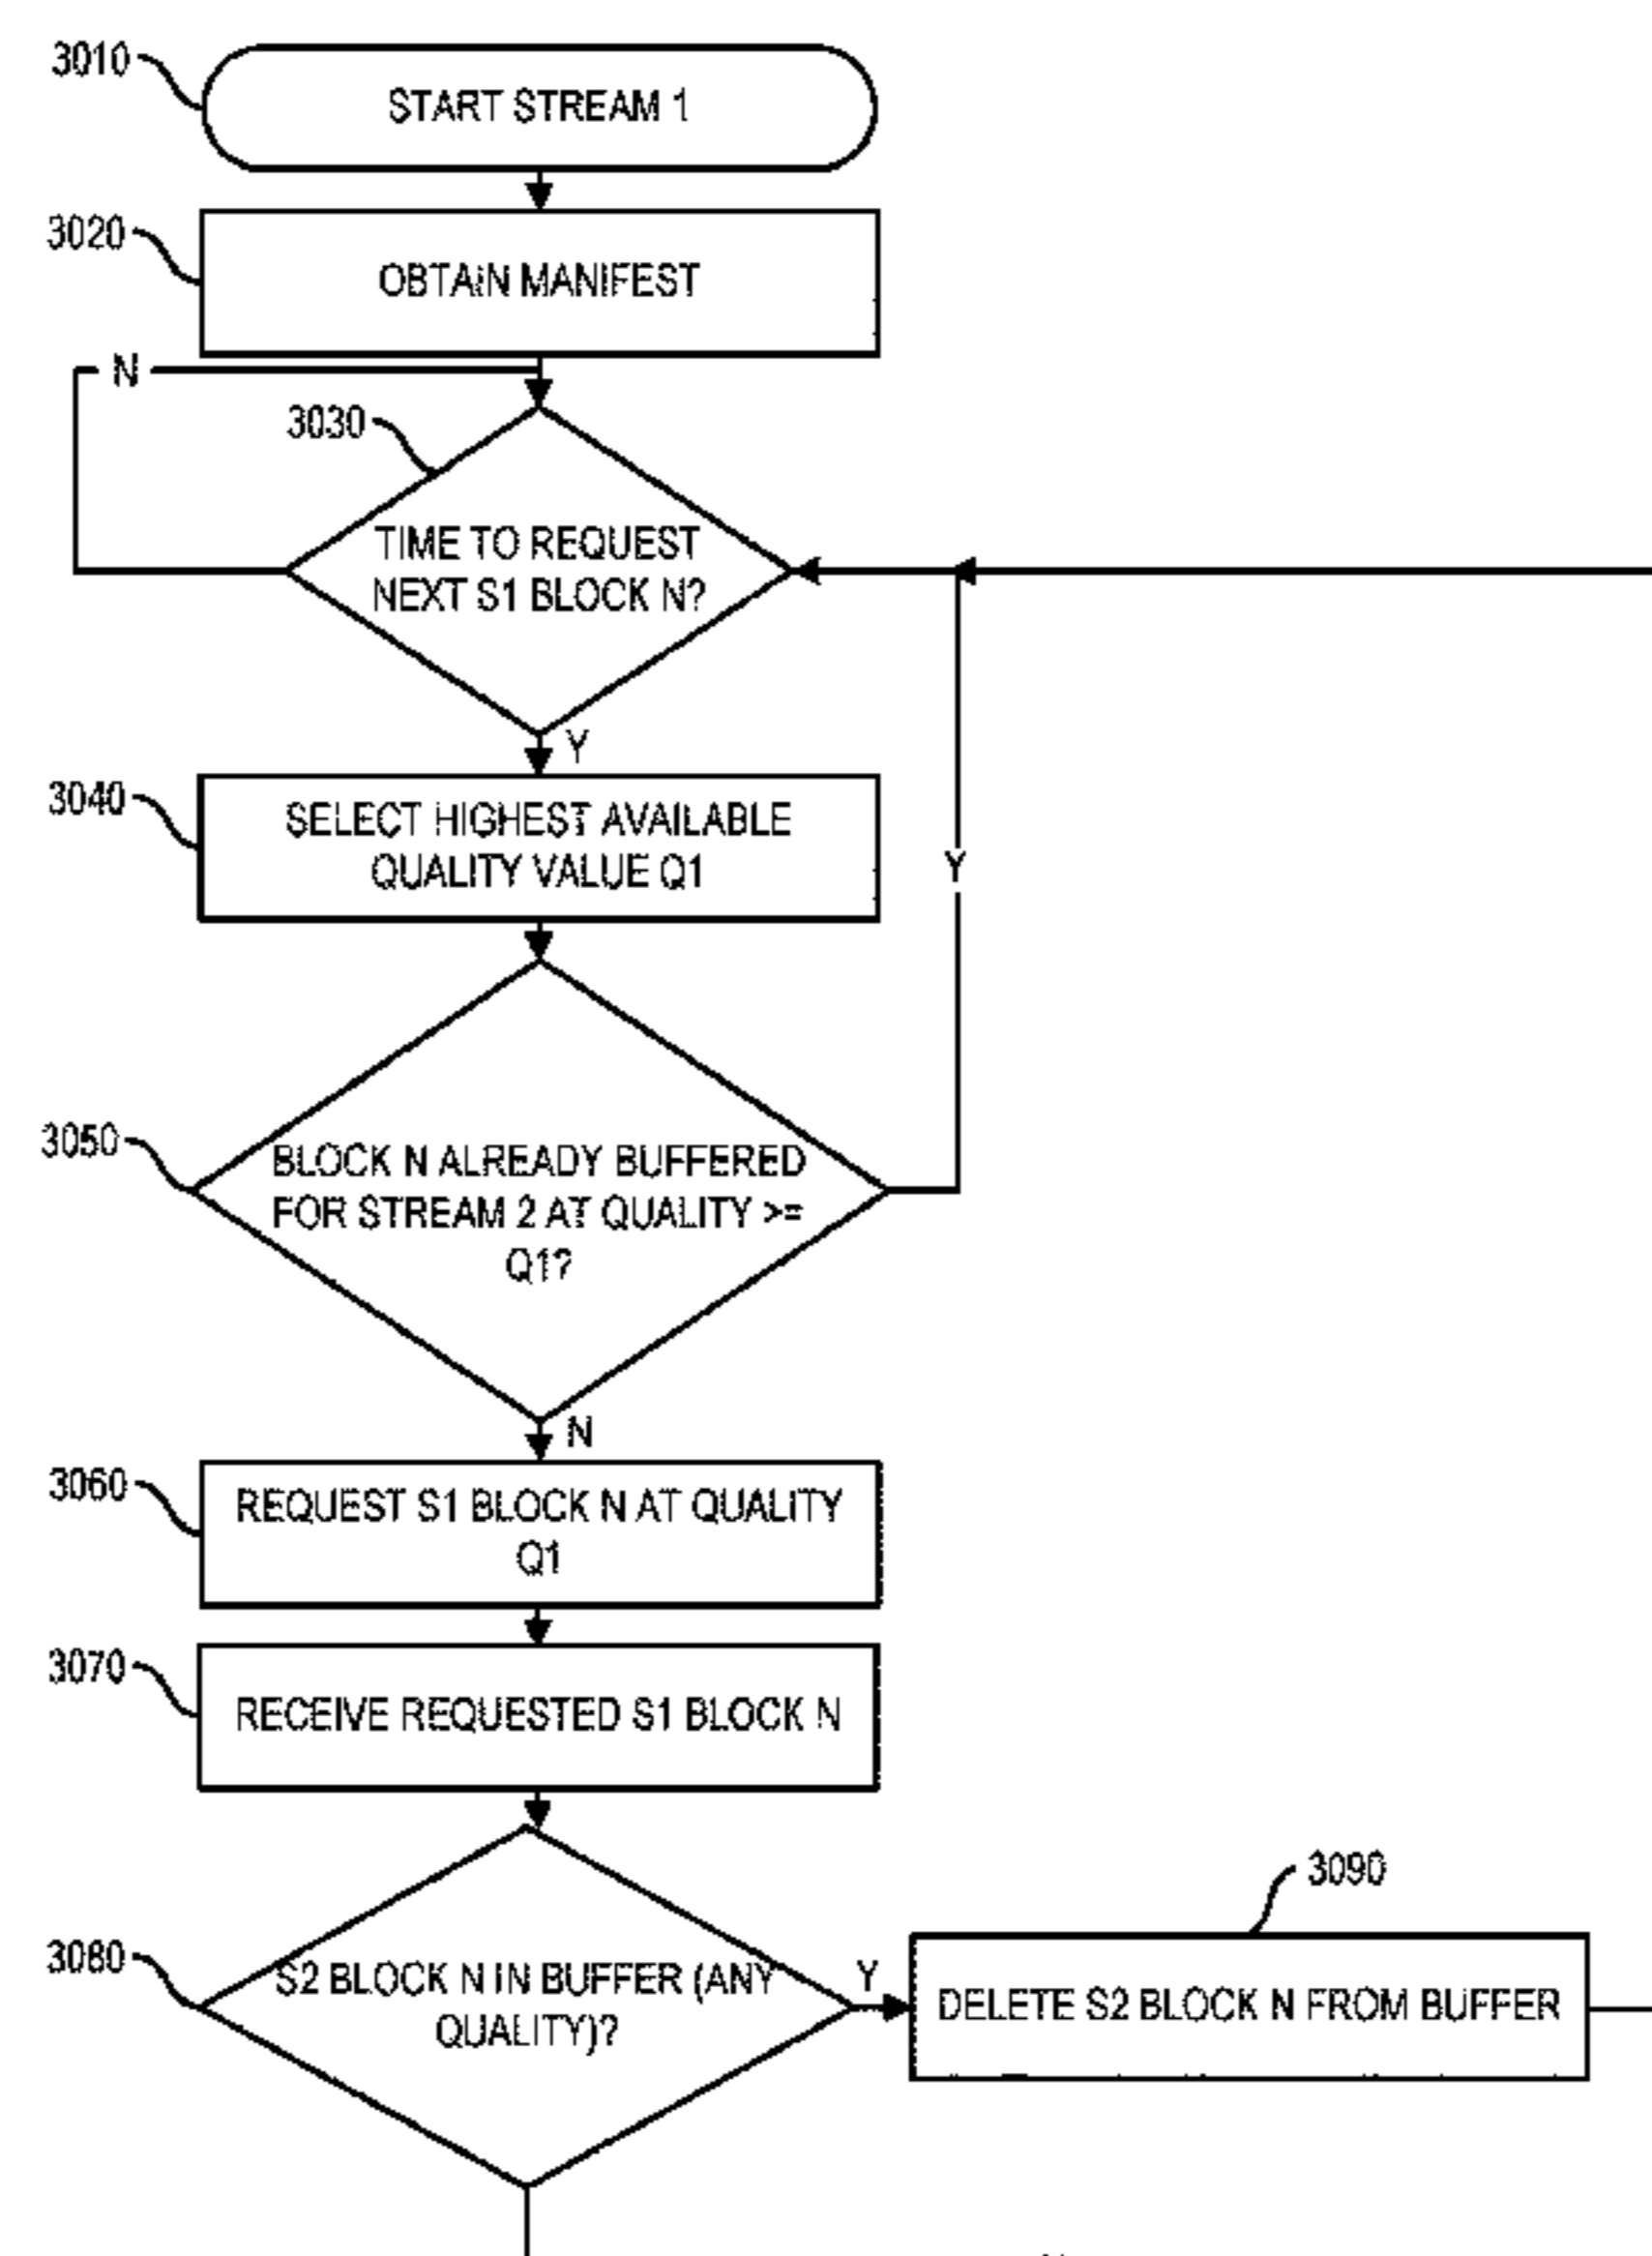 3010
START STREAM 1
3020
OBTAIN MANIFEST
N
3030
TIME TO REQUEST
NEXT S1 BLOCK N?
Y
3040
SELECT HIGHEST AVAILABLE
QUALITY VALUE Q1
Y
3050
BLOCK N ALREADY BUFFERED
FOR STREAM 2 AT QUALITY >=
Q1?
N
3060
REQUEST S1 BLOCK N AT QUALITY
Q1
3070
RECEIVE REQUESTED S1 BLOCK N
3080
S2 BLOCK N IN BUFFER (ANY
QUALITY)?
Y
3090
DELETE S2 BLOCK N FROM BUFFER